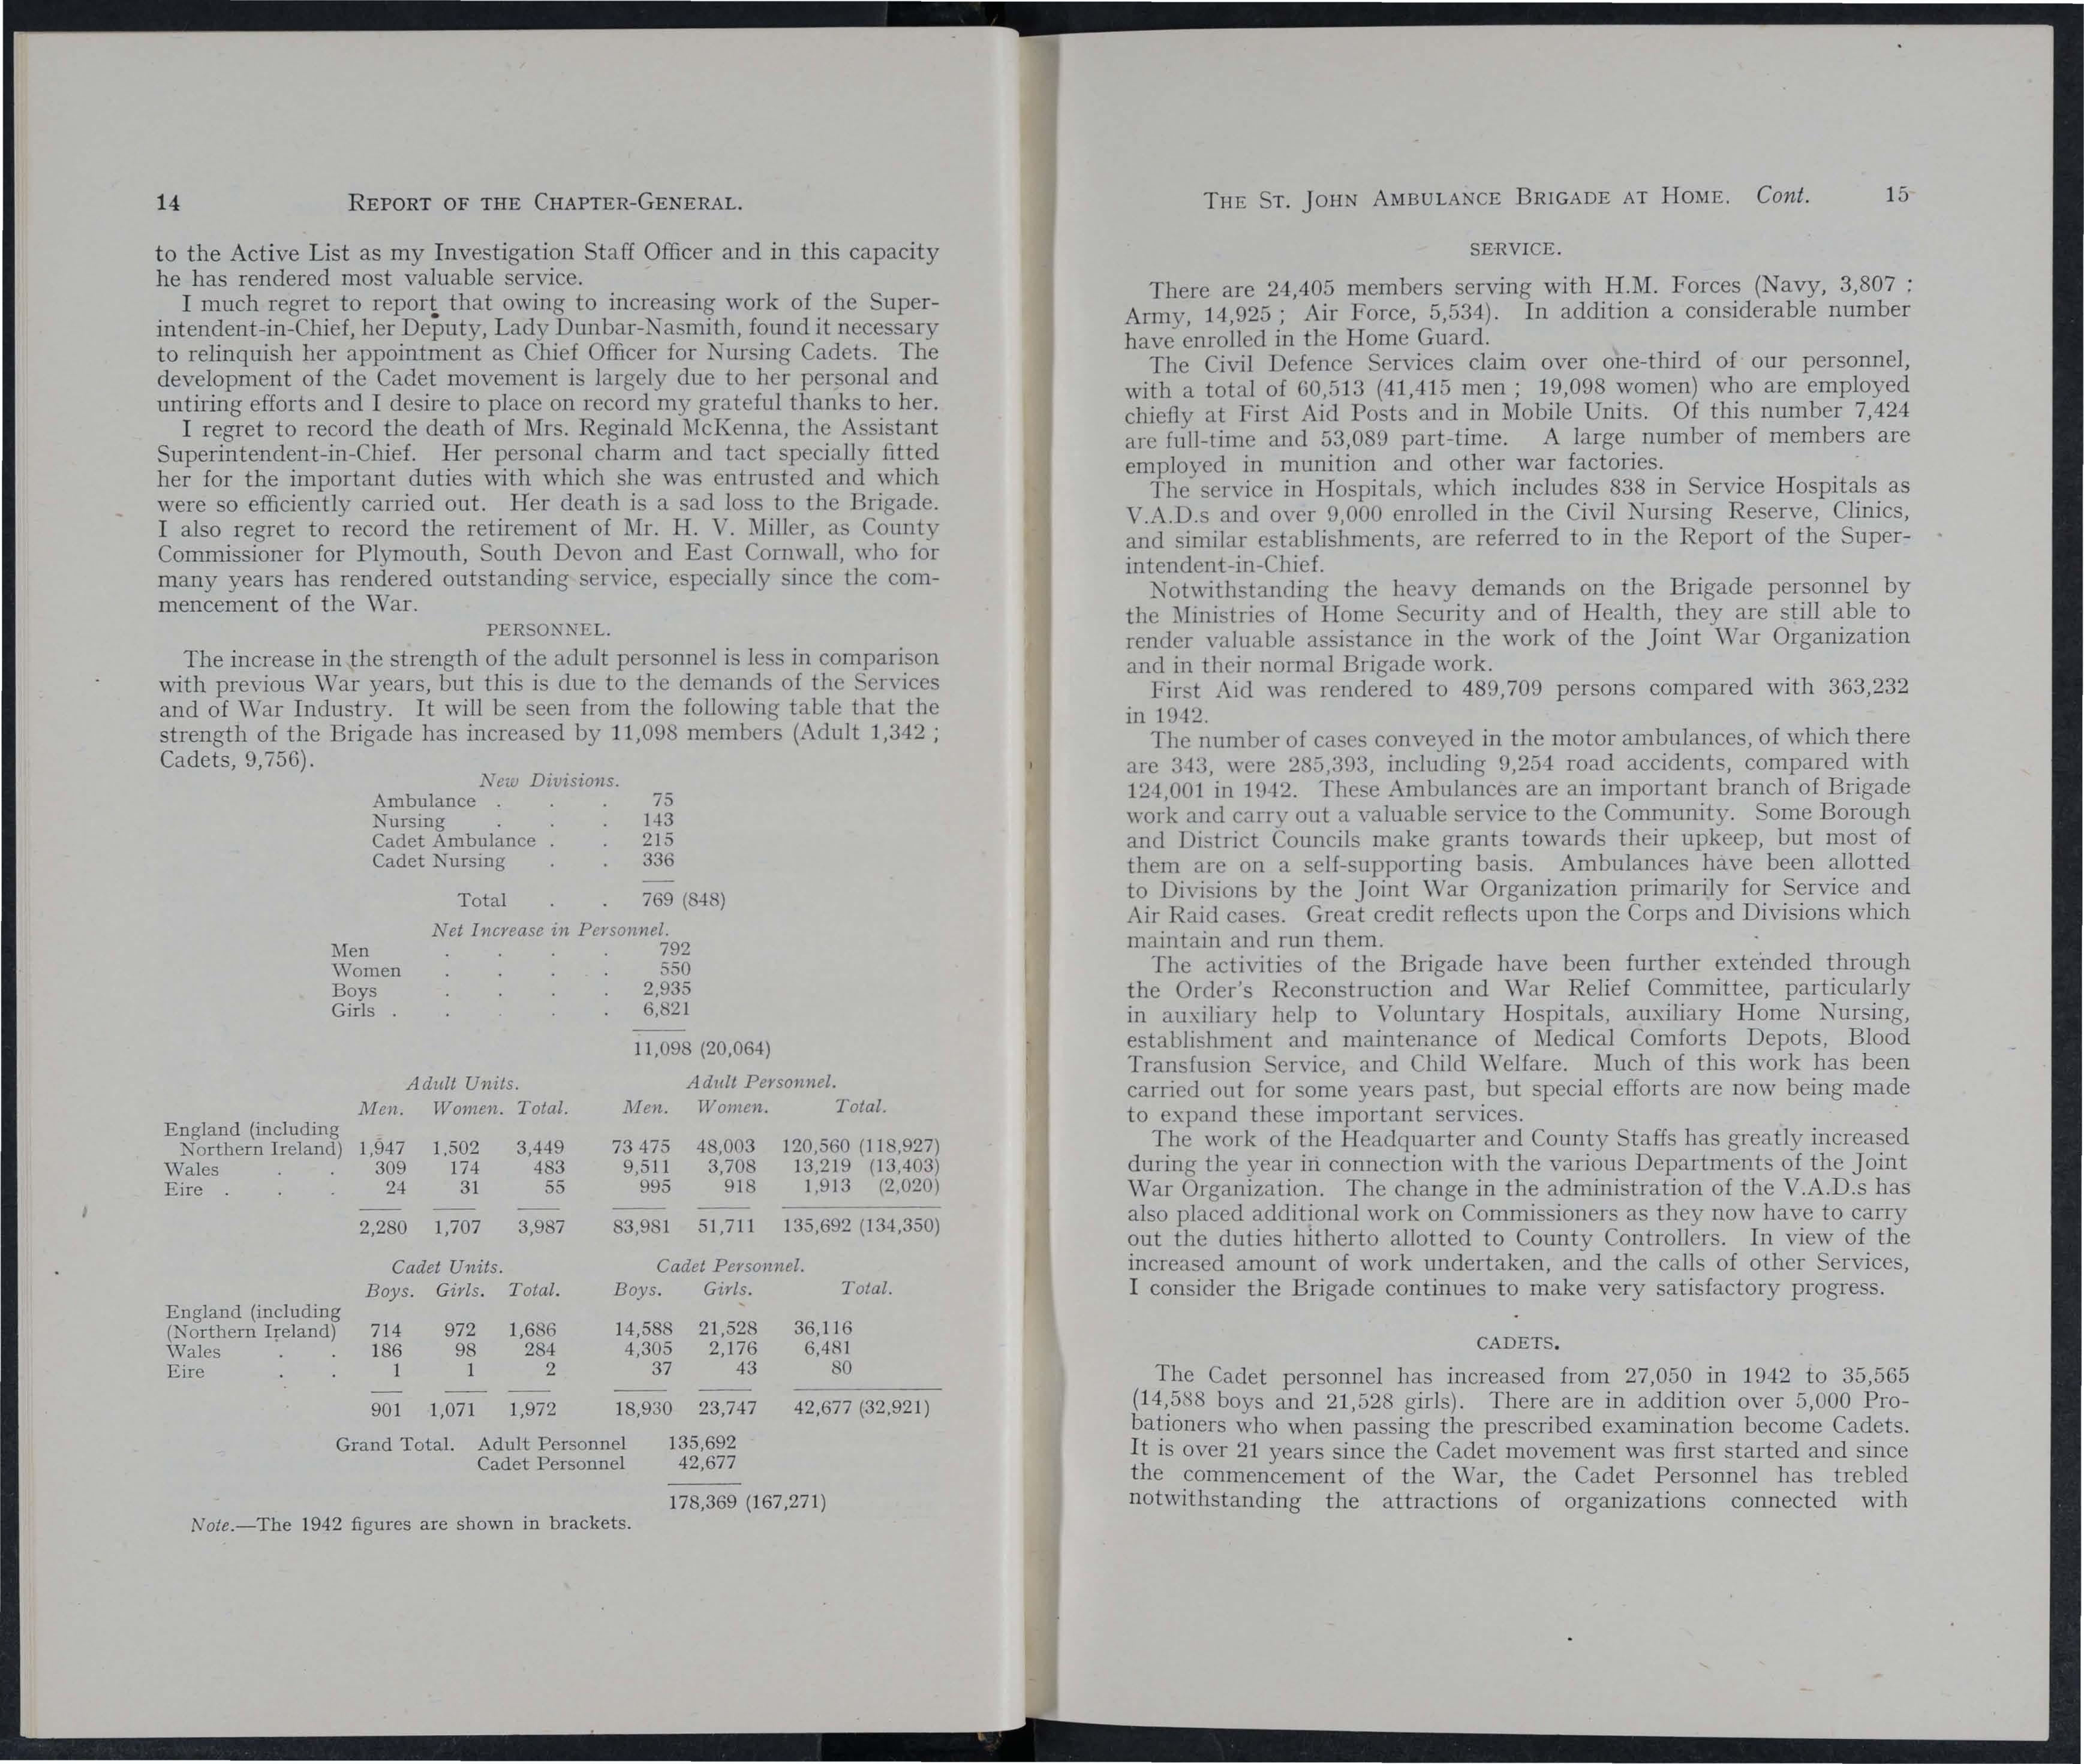 14 REPORT OF THE CHAPTER-GENERAL.
to the Active List as my Investigation Staff Officer and in this capacity
he has rendered most valuable service.
I much regret to report that owing to increasing work of the Super-
intendent-in-Chief, her Deputy, Lady Dunbar-Nasmith, found it necessary
to relinquish her appointment as Chief Officer for Nursing Cadets. The
development of the Cadet movement is largely due to her personal and
untiring efforts and I desire to place on record my grateful thanks to her.
I regret to record the death of Mrs. Reginald McKenna, the Assistant
Superintendent-in-Chief. Her personal charm and tact specially fitted
her for the important duties with which she was entrusted and which
were so efficiently carried out. Her death is a sad loss to the Brigade.
I also regret to record the retirement of Mr. H. V. Miller, as County
Commissioner for Plymouth, South Devon and East Cornwall, who for
many years has rendered outstanding service, especially since the com-
mencement of the War.
PERSONNEL.
The increase in the strength of the adult personnel is less in comparison
with previous War years, but this is due to the demands of the Services
and of War Industry. It will be seen from the following table that the
strength of the Brigade has increased by 11,098 members (Adult 1,342 ;
Cadets, 9,756).
New Divisions.
Ambulance . . . 75
Nursing . . . 143
Cadet Ambulance . . 215
Cadet Nursing . . 336
Total . . 769 (848)
Net Increase in Personnel.
Men . . . . 792
Women . . . . 550
Boys . . . . 2,935
Girls . . . . . 6,821
11,098 (20,064)
Adult Units. Adult Personnel.
Men. Women. Total. Men. Women. Total.
England (including
Northern Ireland) 1,947 1,502 3,449 73 475 48,003 120,560 (118,927)
Wales . . 309 174 483 9,511 3,708 13,219 (13,403)
Eire . . . 24 31 55 995 918 1,913 (2,020)
2,280 1,707 3,987 83,981 51,711 135,692 (134,350)
Cadet Units. Cadet Personnel.
Boys. Girls. Total. Boys. Girls. Total.
England (including
(Northern Ireland) 714 972 1,686 14,588 21,528 36,116
Wales . . 186 98 284 4,305 2,176 6,481
Eire . . 1 1 2 37 43 80
901 1,071 1,972 18,930 23,747 42,677 (32,921)
Grand Total. Adult Personnel 135,692
Cadet Personnel 42,677
178,369 (167,271)
Note.—The 1942 figures are shown in brackets.
THE ST. JOHN AMBULANCE BRIGADE AT HOME. Cont. 15
SERVICE.
There are 24,405 members serving with H.M. Forces (Navy, 3,807 ;
Army, 14,925 ; Air Force, 5,534). In addition a considerable number
have enrolled in the Home Guard.
The Civil Defence Services claim over one-third of our personnel,
with a total of 60,513 (41,415 men ; 19,098 women) who are employed
chiefly at First Aid Posts and in Mobile Units. Of this number 7,424
are full-time and 53,089 part-time. A large number of members are
employed in munition and other war factories.
The service in Hospitals, which includes 838 in Service Hospitals as
V.A.D.s and over 9,000 enrolled in the Civil Nursing Reserve, Clinics,
and similar establishments, are referred to in the Report of the Super-
intendent-in-Chief.
Notwithstanding the heavy demands on the Brigade personnel by
the Ministries of Home Security and of Health, they are still able to
render valuable assistance in the work of the Joint War Organization
and in their normal Brigade work.
First Aid was rendered to 489,709 persons compared with 363,232
in 1942.
The number of cases conveyed in the motor ambulances, of which there
are 343, were 285,393, including 9,254 road accidents, compared with
124,001 in 1942. These Ambulances are an important branch of Brigade
work and carry out a valuable service to the Community. Some Borough
and District Councils make grants towards their upkeep, but most of
them are on a self-supporting basis. Ambulances have been allotted
to Divisions by the Joint War Organization primarily for Service and
Air Raid cases. Great credit reflects upon the Corps and Divisions which
maintain and run them.
The activities of the Brigade have been further extended through
the Order's Reconstruction and War Relief Committee, particularly
in auxiliary help to Voluntary Hospitals, auxiliary Home Nursing,
establishment and maintenance of Medical Comforts Depots, Blood
Transfusion Service, and Child Welfare. Much of this work has been
carried out for some years past, but special efforts are now being made
to expand these important services.
The work of the Headquarter and County Staffs has greatly increased
during the year in connection with the various Departments of the Joint
War Organization. The change in the administration of the V.A.D.s has
also placed additional work on Commissioners as they now have to carry
out the duties hitherto allotted to County Controllers. In view of the
increased amount of work undertaken, and the calls of other Services,
I consider the Brigade continues to make very satisfactory progress.
CADETS.
The Cadet personnel has increased from 27,050 in 1942 to 35,565
(14,588 boys and 21,528 girls). There are in addition over 5,000 Pro-
bationers who when passing the prescribed examination become Cadets.
It is over 21 years since the Cadet movement was first started and since
the commencement of the War, the Cadet Personnel has trebled
notwithstanding the attractions of organizations connected with